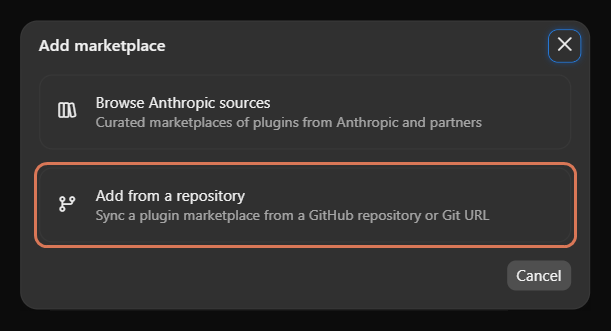 Add marketplace
Browse Anthropic sources
Curated marketplaces of plugins from Anthropic and partners
Add from a repository
Sync a plugin marketplace from a GitHub repository or Git URL
Cancel